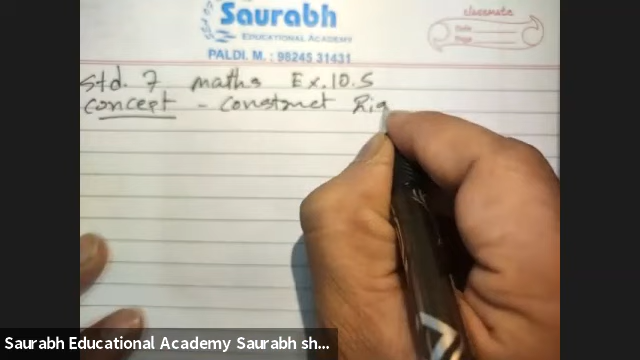 classmate
Date
Page
Saurabh
EDUCATIONAL ACADEMY
PALDI. M. : 98245 31431
Std. 7 maths Ex. 10.5
Concept - Construct Rig
Saurabh Educational Academy Saurabh sh...